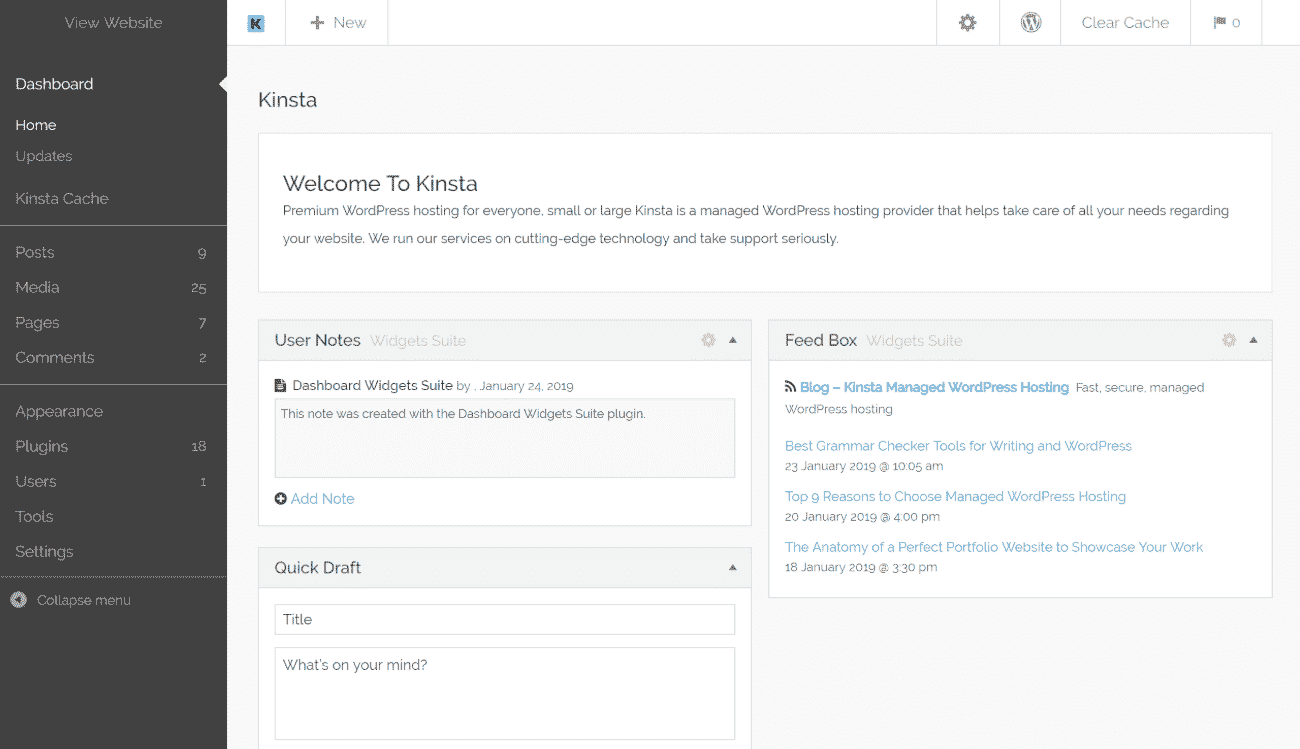 View Website
K
New
Clear Cache
0
Dashboard
Home
Updates
Kinsta Cache
Posts 9
Media 25
Pages 7
Comments 2
Appearance
Plugins 18
Users 1
Tools
Settings
Collapse menu
Kinsta
Welcome To Kinsta
Premium WordPress hosting for everyone, small or large Kinsta is a managed WordPress hosting provider that helps take care of all your needs regarding
your website. We run our services on cutting-edge technology and take support seriously.
User Notes Widgets Suite
Dashboard Widgets Suite by , January 24, 2019
This note was created with the Dashboard Widgets Suite plugin.
Add Note
Quick Draft
Title
What's on your mind?
Feed Box Widgets Suite
Blog – Kinsta Managed WordPress Hosting Fast, secure, managed
WordPress hosting
Best Grammar Checker Tools for Writing and WordPress
23 January 2019 @ 10:05 am
Top 9 Reasons to Choose Managed WordPress Hosting
20 January 2019 @ 4:00 pm
The Anatomy of a Perfect Portfolio Website to Showcase Your Work
18 January 2019 @ 3:30 pm